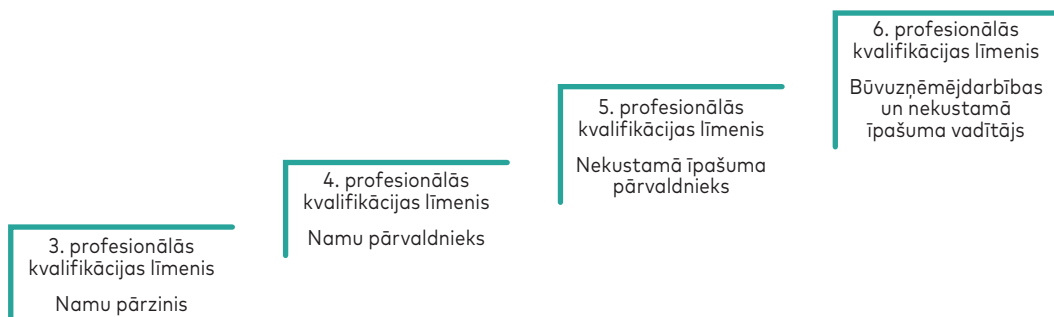 3. profesionālās
kvalifikācijas līmenis
Namu pārzinis
4. profesionālās
kvalifikācijas līmenis
Namu pārvaldnieks
5. profesionālās
kvalifikācijas līmenis
Nekustamā īpašuma
pārvaldnieks
6. profesionālās
kvalifikācijas līmenis
Būvuzņēmējdarbības
un nekustamā
īpašuma vadītājs